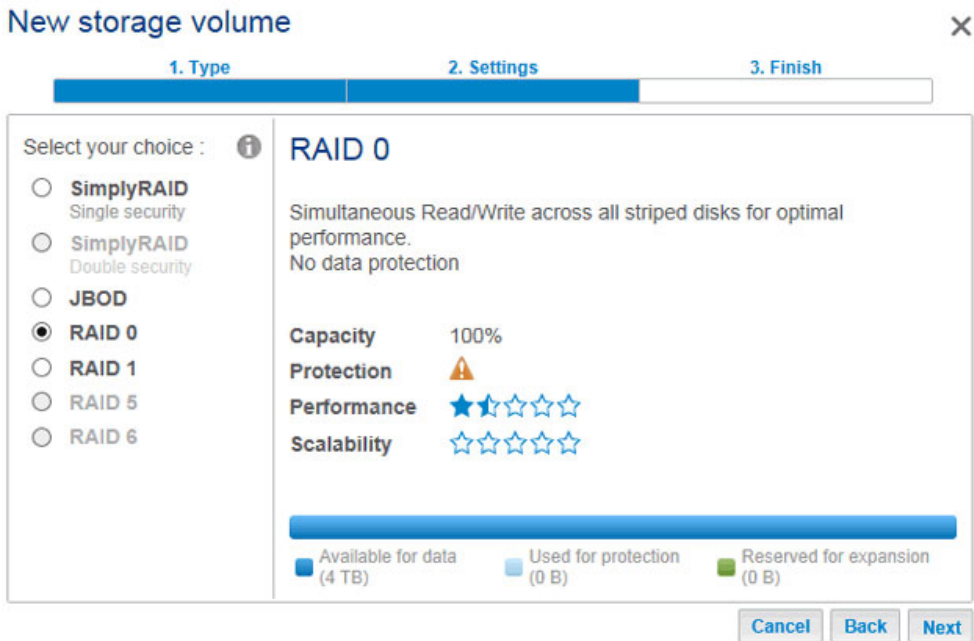 New storage volume
1. Type
2. Settings
3. Finish
Select your choice :
SimplyRAID
Single security
SimplyRAID
Double security
JBOD
RAID 0
RAID 1
RAID 5
RAID 6
RAID 0
Simultaneous Read/Write across all striped disks for optimal
performance.
No data protection
Capacity 100%
Protection
Performance
Scalability
Available for data
(4 TB)
Used for protection
(0 B)
Reserved for expansion
(0 B)
Cancel
Back
Next